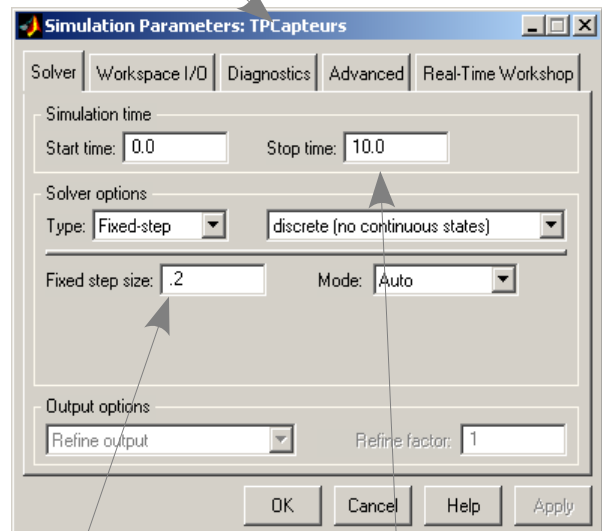 Simulation Parameters: TPCapteurs
Solver Workspace I/O Diagnostics Advanced Real-Time Workshop
Simulation time
Start time: 0.0 Stop time: 10.0
Solver options
Type: Fixed-step discrete (no continuous states)
Fixed step size: .2 Mode: Auto
Output options
Refine output Refine factor: 1
OK Cancel Help Apply